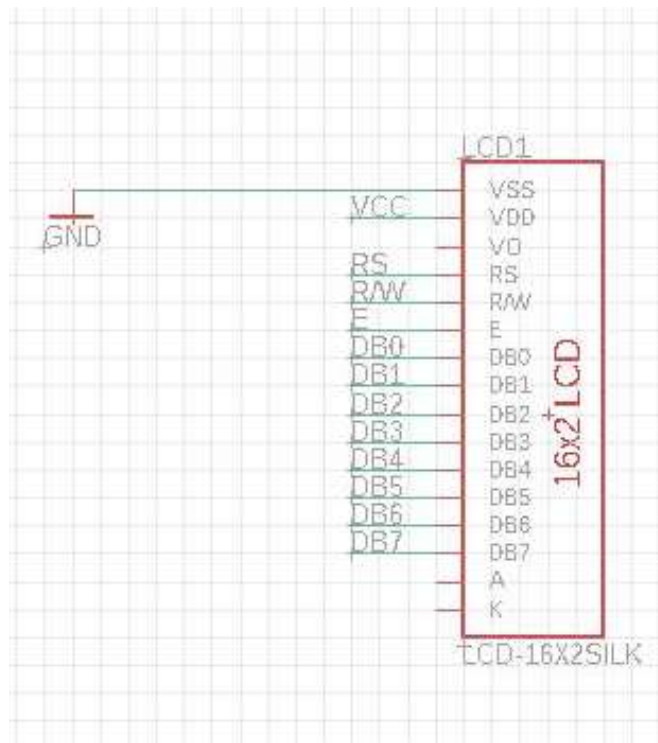 LCD1
VSS
VCC VDD
GND
VO
RS RS
R/W R/W
E E
DB0 DB0
DB1 DB1
DB2 DB2
DB3 DB3
DB4 DB4
DB5 DB5
DB6 DB6
DB7 DB7
A
K
16x2 LCD
LCD-16X2SILK